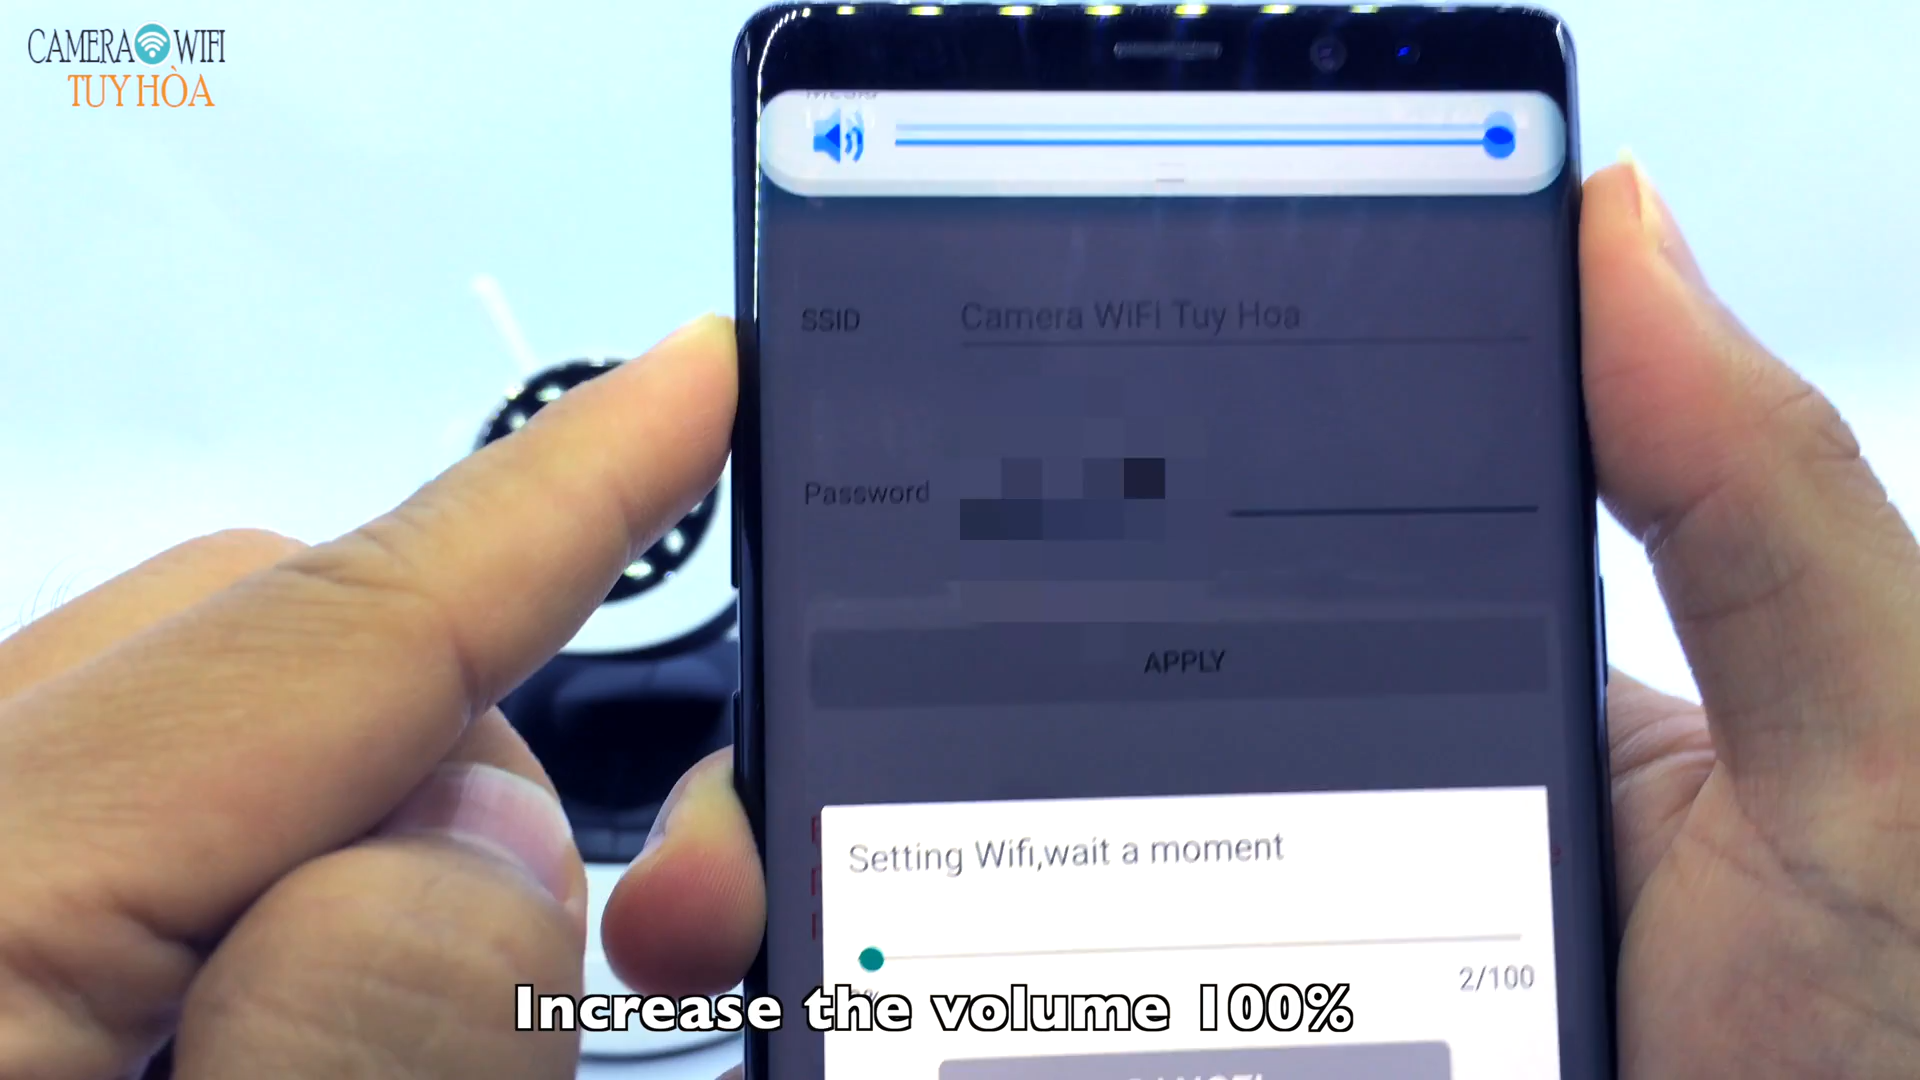 CAMERA WIFI
TUY HÒA
Media
SSID
Camera WiFi Tuy Hoa
Password
APPLY
Setting Wifi,wait a moment
2/100
Increase the volume 100%